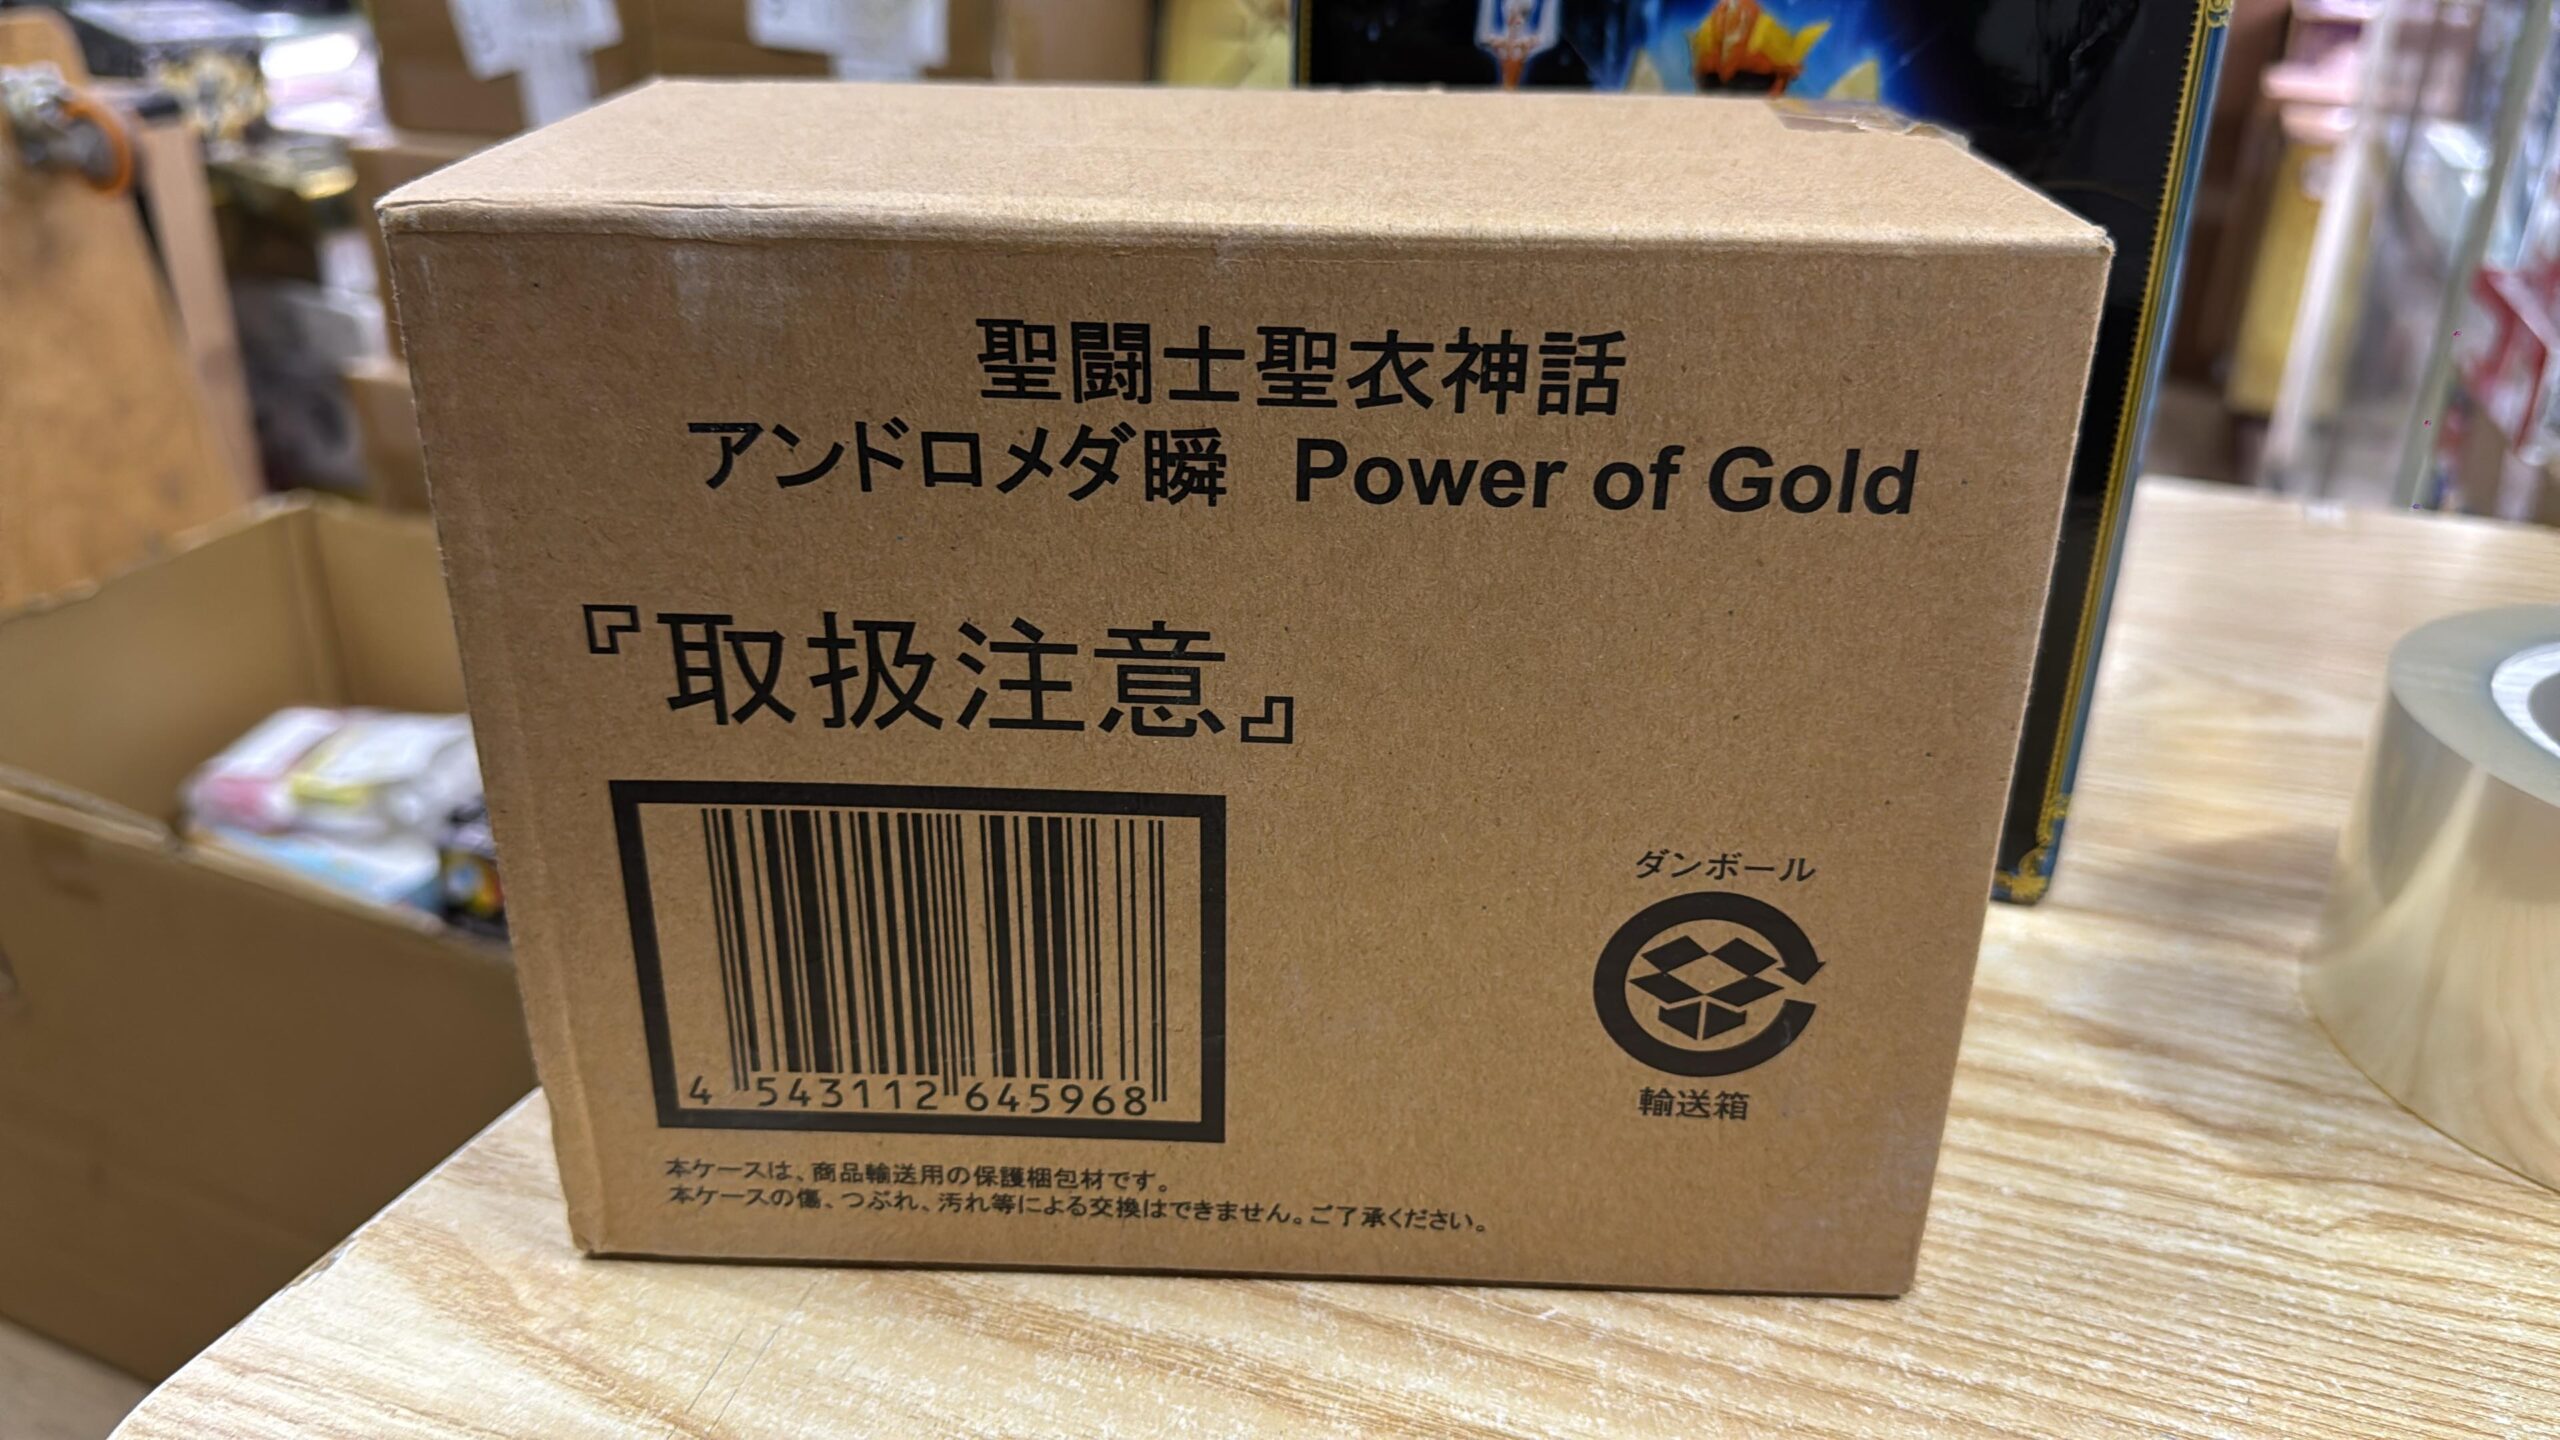 聖闘士聖衣神話
アンドロメダ瞬 Power of Gold
『取扱注意』
4 543112 645968
ダンボール
輸送箱
本ケースは、商品輸送用の保護梱包材です。
本ケースの傷、つぶれ、汚れ等による交換はできません。ご了承ください。